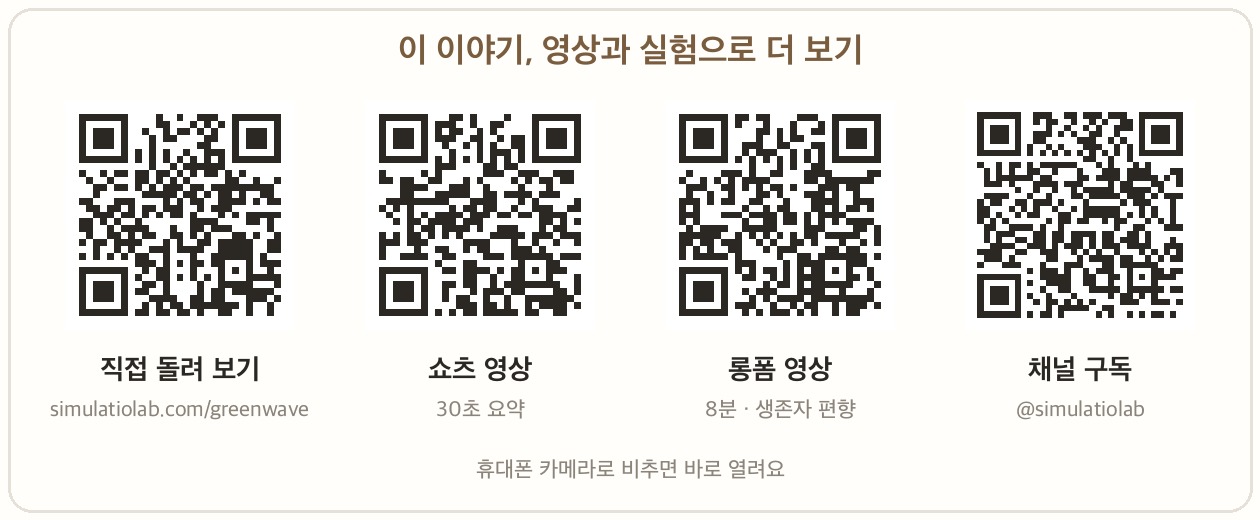 이 이야기, 영상과 실험으로 더 보기
직접 돌려 보기
simulatiolab.com/greenwave
쇼츠 영상
30초 요약
롱폼 영상
8분 · 생존자 편향
채널 구독
@simulatiolab
휴대폰 카메라로 비추면 바로 열려요